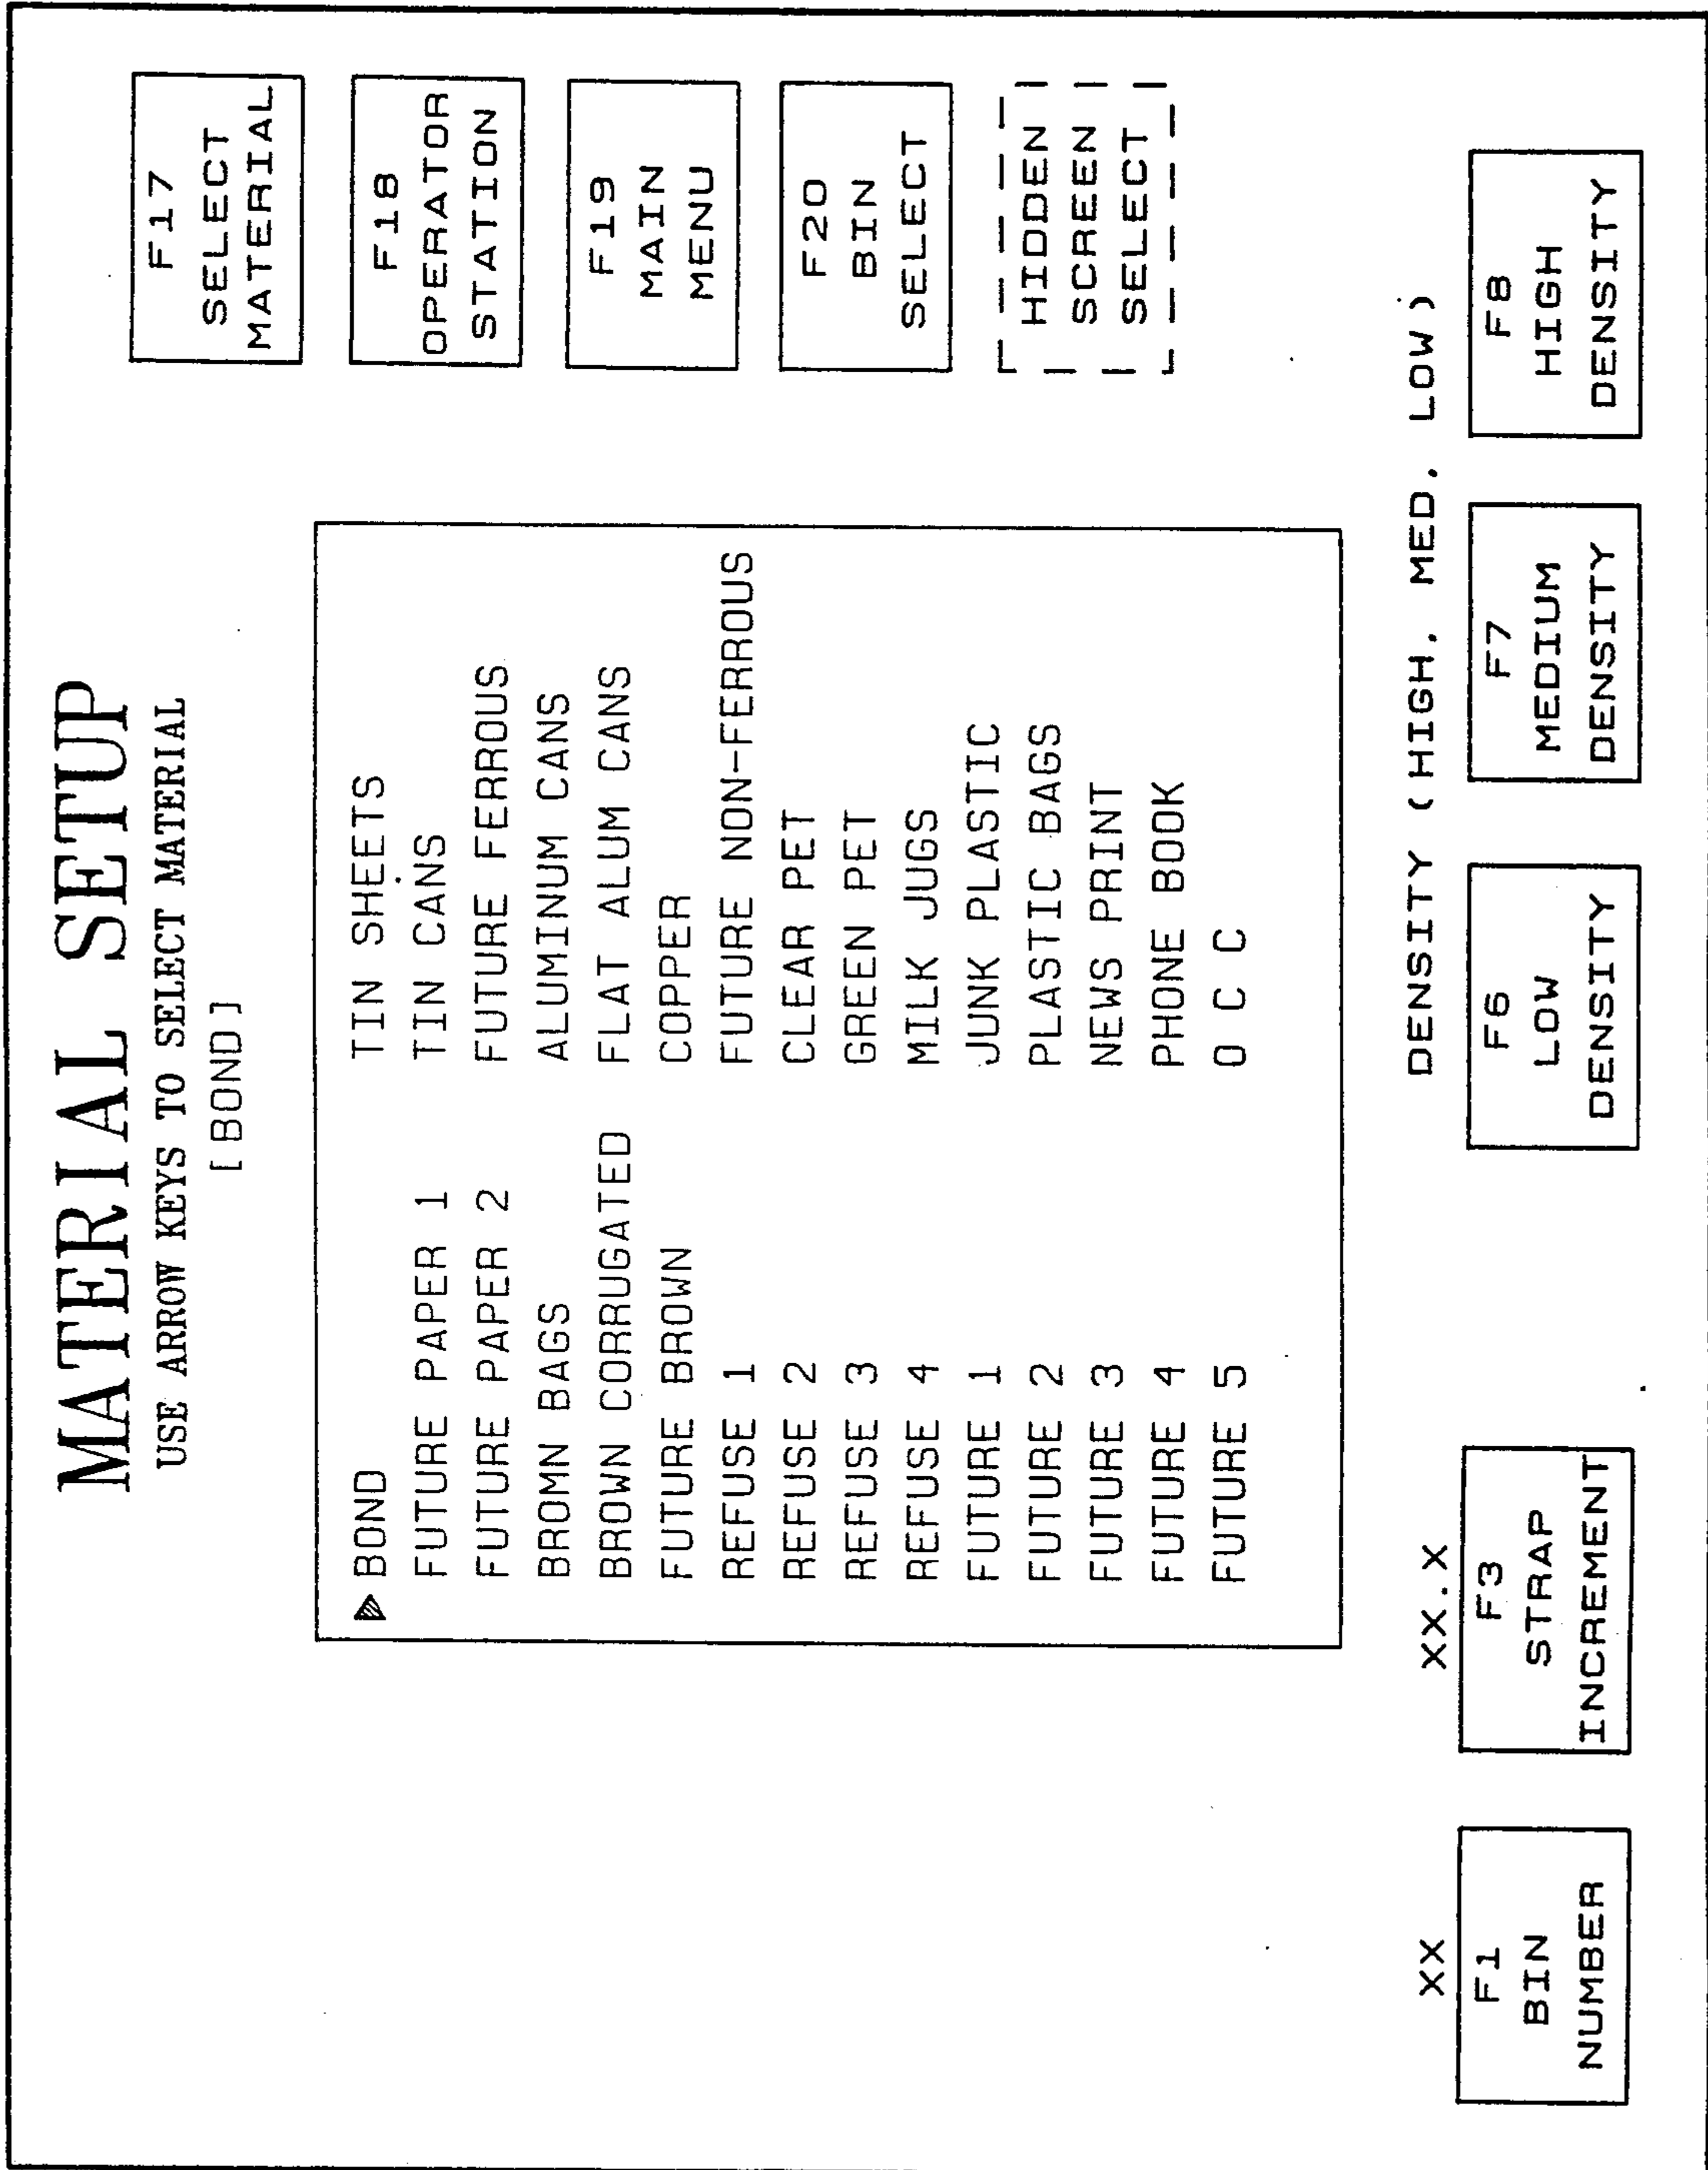 MATERIAL SETUP
USE ARROW KEYS TO SELECT MATERIAL
[BOND]
BOND TIN SHEETS
FUTURE PAPER 1 TIN CANS
FUTURE PAPER 2 FUTURE FERROUS
BROMN BAGS ALUMINUM CANS
BROWN CORRUGATED FLAT ALUM CANS
FUTURE BROWN COPPER
REFUSE 1 FUTURE NON-FERROUS
REFUSE 2 CLEAR PET
REFUSE 3 GREEN PET
REFUSE 4 MILK JUGS
FUTURE 1 JUNK PLASTIC
FUTURE 2 PLASTIC BAGS
FUTURE 3 NEWS PRINT
FUTURE 4 PHONE BOOK
FUTURE 5 O C C
F17
SELECT
MATERIAL
F18
OPERATOR
STATION
F19
MAIN
MENU
F20
BIN
SELECT
HIDDEN
SCREEN
SELECT
XX
F1
BIN
NUMBER
XX.X
F3
STRAP
INCREMENT
DENSITY (HIGH, MED, LOW)
F6
LOW
DENSITY
F7
MEDIUM
DENSITY
F8
HIGH
DENSITY